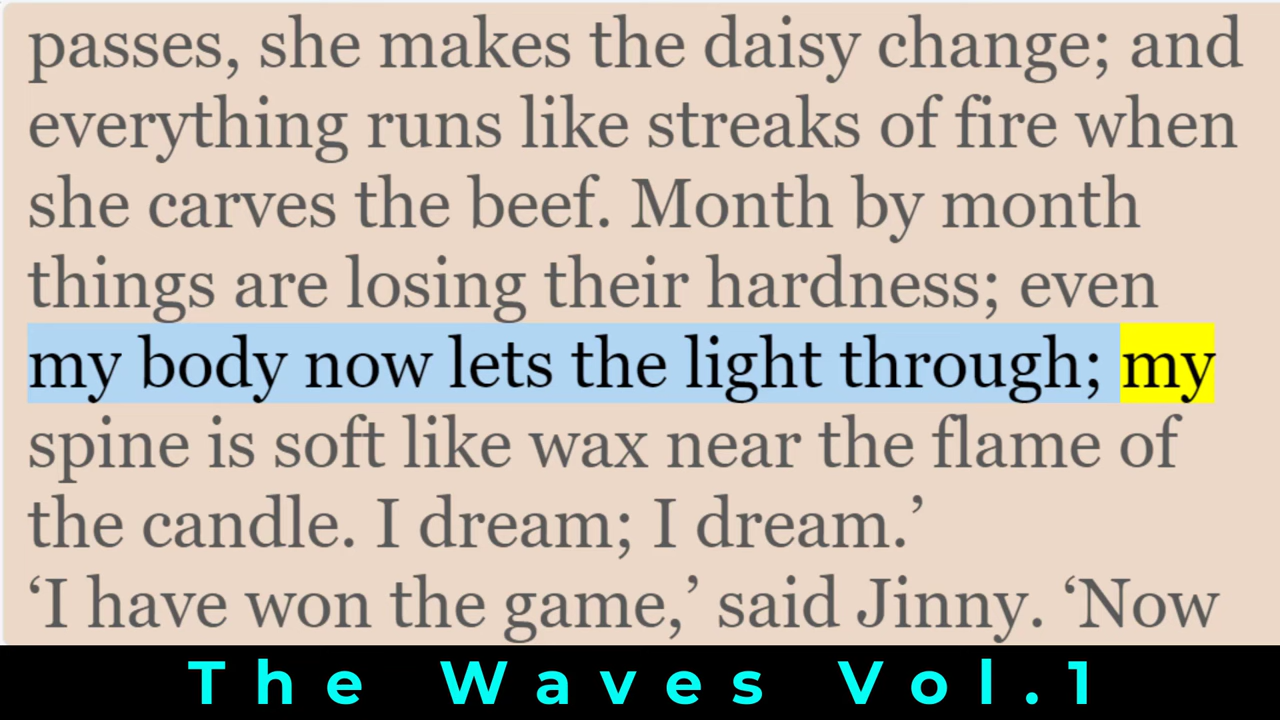 passes, she makes the daisy change; and
everything runs like streaks of fire when
she carves the beef. Month by month
things are losing their hardness; even
my body now lets the light through; my
spine is soft like wax near the flame of
the candle. I dream; I dream.’
‘I have won the game,’ said Jinny. ‘Now
The Waves Vol.1